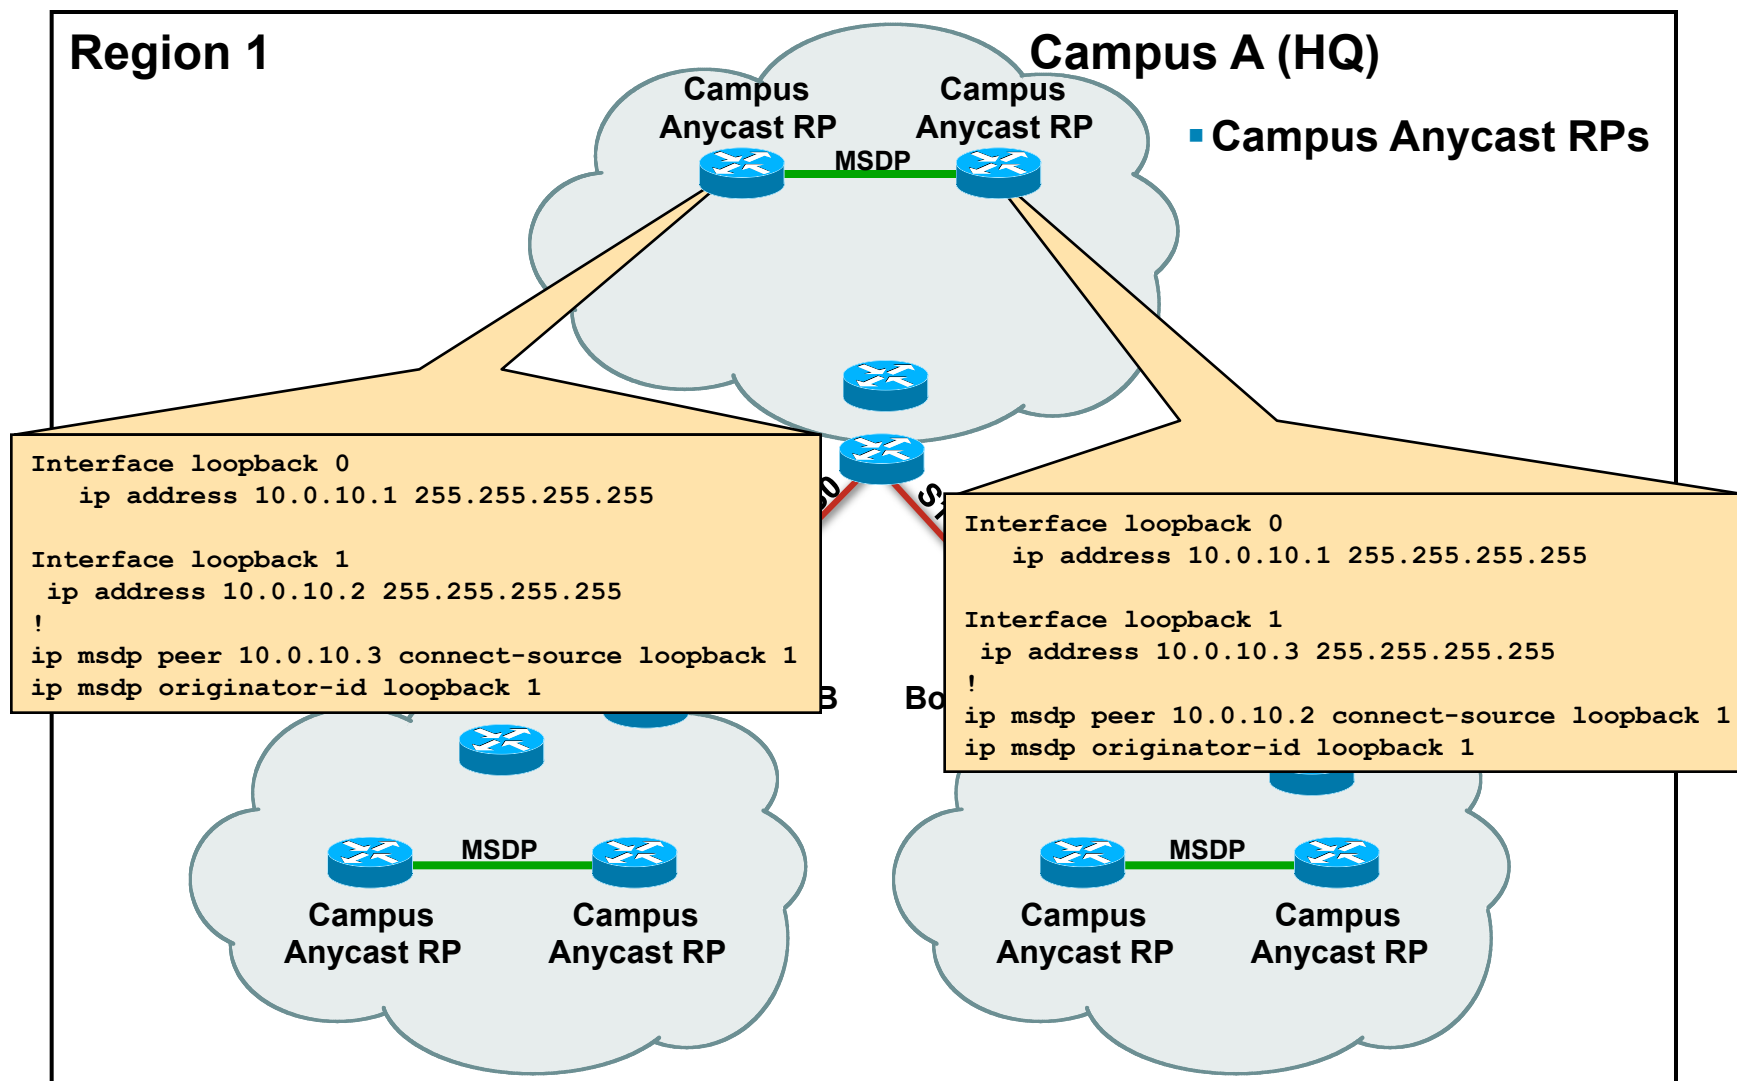 Region 1
Campus A (HQ)
Campus
Anycast RP
Campus
Anycast RP
▪ Campus Anycast RPs
MSDP
Interface loopback 0
   ip address 10.0.10.1 255.255.255.255
Interface loopback 1
 ip address 10.0.10.2 255.255.255.255
!
ip msdp peer 10.0.10.3 connect-source loopback 1
ip msdp originator-id loopback 1
Interface loopback 0
   ip address 10.0.10.1 255.255.255.255
Interface loopback 1
 ip address 10.0.10.3 255.255.255.255
!
ip msdp peer 10.0.10.2 connect-source loopback 1
ip msdp originator-id loopback 1
B
Bo
MSDP
Campus
Anycast RP
Campus
Anycast RP
MSDP
Campus
Anycast RP
Campus
Anycast RP